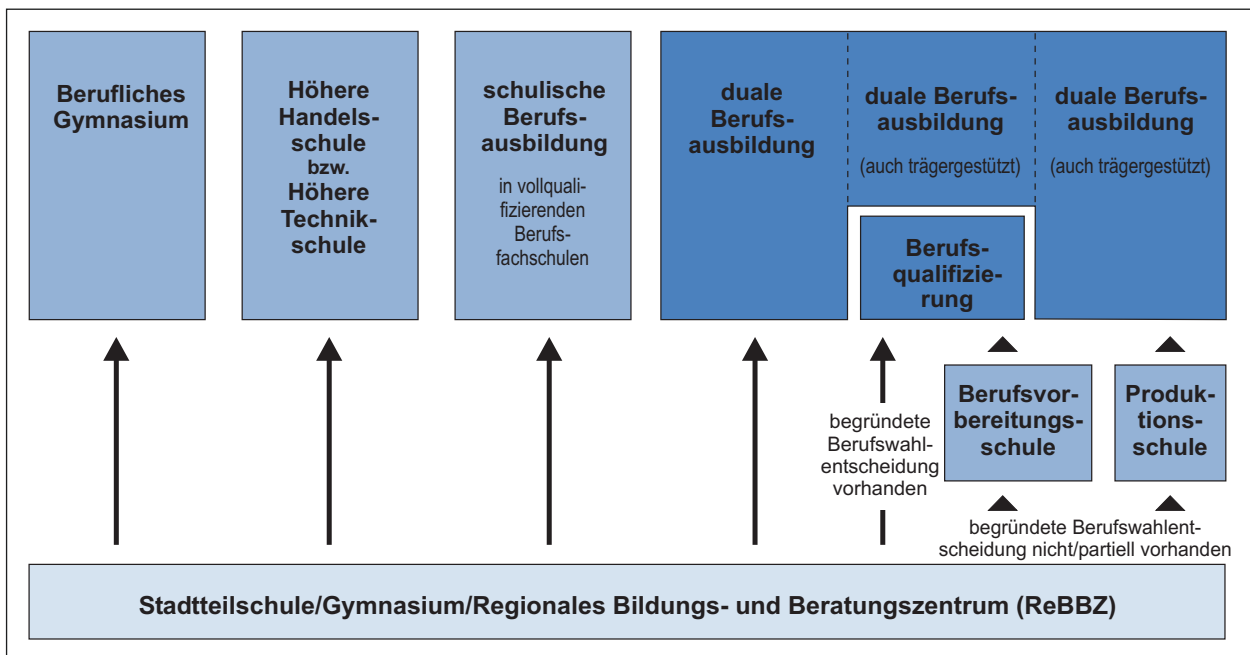 Berufliches
Gymnasium
Höhere
Handels-
schule
bzw.
Höhere
Technik-
schule
schulische
Berufs-
ausbildung
in vollquali-
fizierenden
Berufs-
fachschulen
duale
Berufs-
ausbildung
duale Berufs-
ausbildung
(auch trägergestützt)
duale Berufs-
ausbildung
(auch trägergestützt)
Berufs-
qualifizie-
rung
begründete
Berufswahl-
entscheidung
vorhanden
Berufsvor-
bereitungs-
schule
Produk-
tions-
schule
begründete Berufswahlent-
scheidung nicht/partiell vorhanden
Stadtteilschule/Gymnasium/Regionales Bildungs- und Beratungszentrum (ReBBZ)